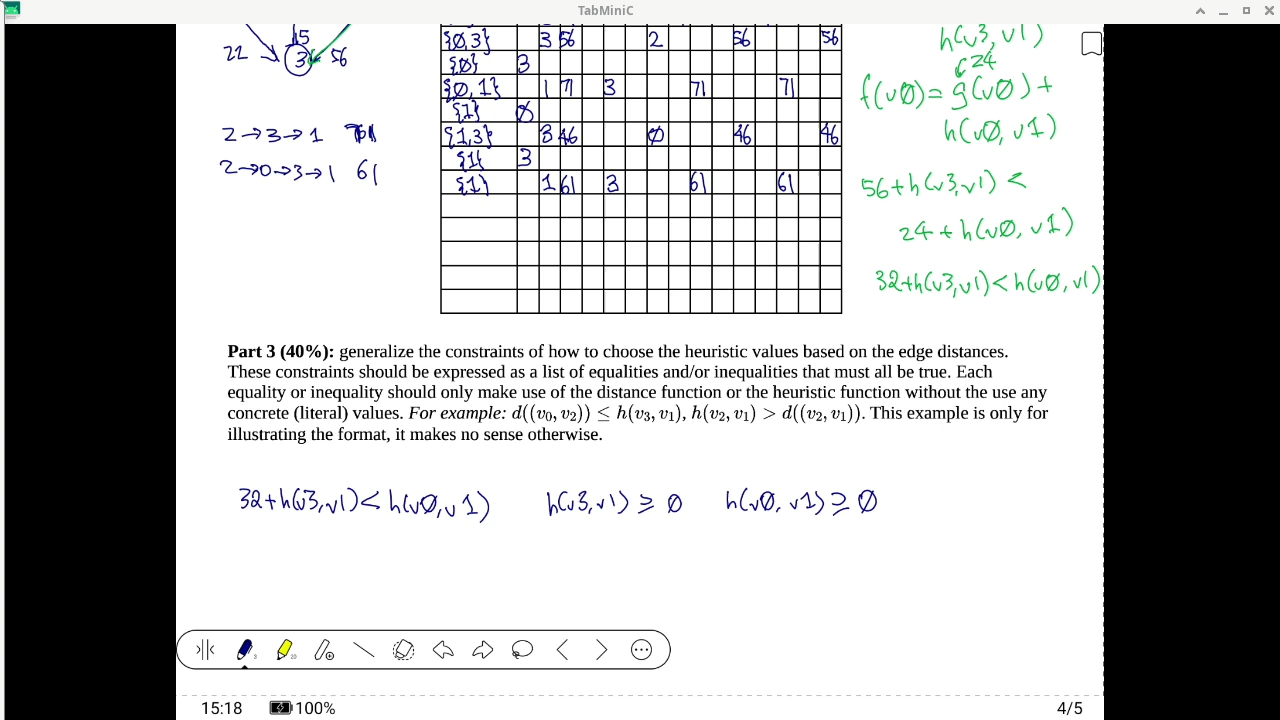 TabMiniC
15
22 3 56
2→3→1 71
2→0→3→1 61
{0,3} 3 56 2 56 56
{0} 3
{0,1} 1 71 3 71 71
{1} 0
{1,3} 3 46 0 46 46
{1} 3
{1} 1 61 3 61 61
h(v3,v1)
24
f(v0)=g(v0)+
h(v0,v1)
56+h(v3,v1)<
24+h(v0,v1)
32+h(v3,v1)<h(v0,v1)
Part 3 (40%): generalize the constraints of how to choose the heuristic values based on the edge distances.
These constraints should be expressed as a list of equalities and/or inequalities that must all be true. Each
equality or inequality should only make use of the distance function or the heuristic function without the use any
concrete (literal) values. For example: d((v₀, v₂)) ≤ h(v₃, v₁), h(v₂, v₁) > d((v₂, v₁)). This example is only for
illustrating the format, it makes no sense otherwise.
32+h(v3,v1)<h(v0,v1) h(v3,v1)≥0 h(v0,v1)≥0
15:18 100% 4/5